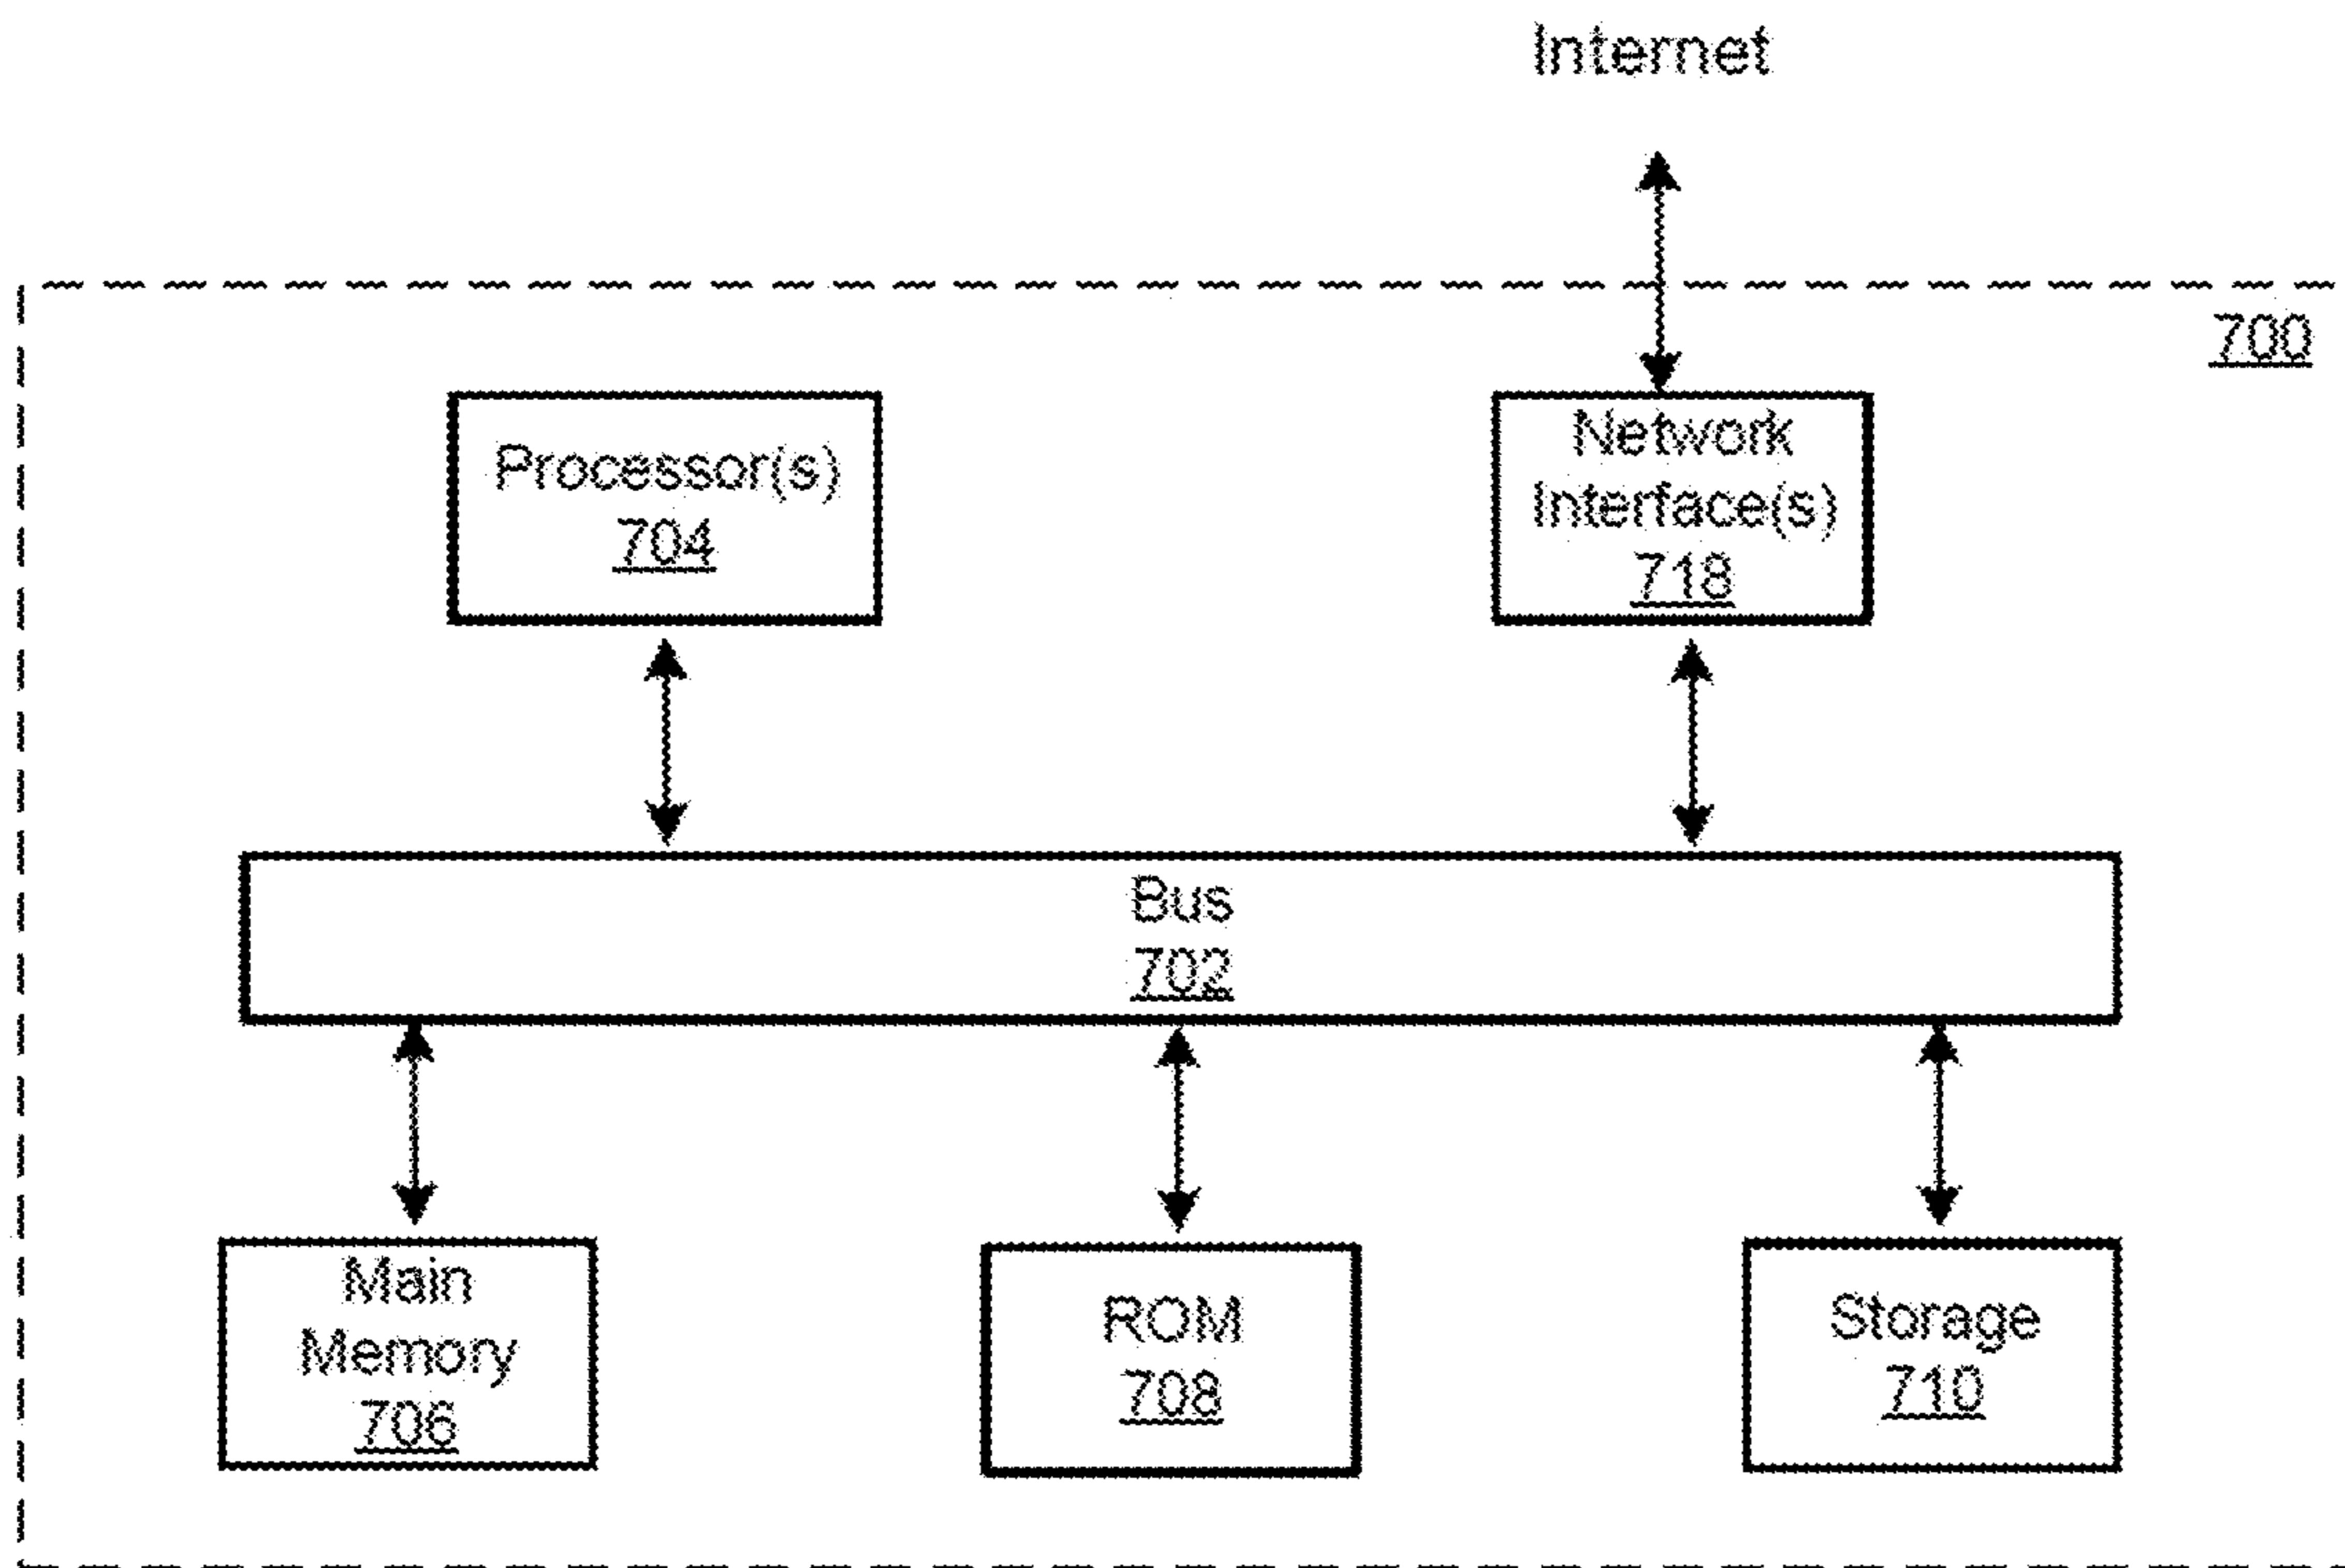 Internet
700
Processor(s)
704
Network
Interface(s)
718
Bus
702
Main
Memory
706
ROM
708
Storage
710